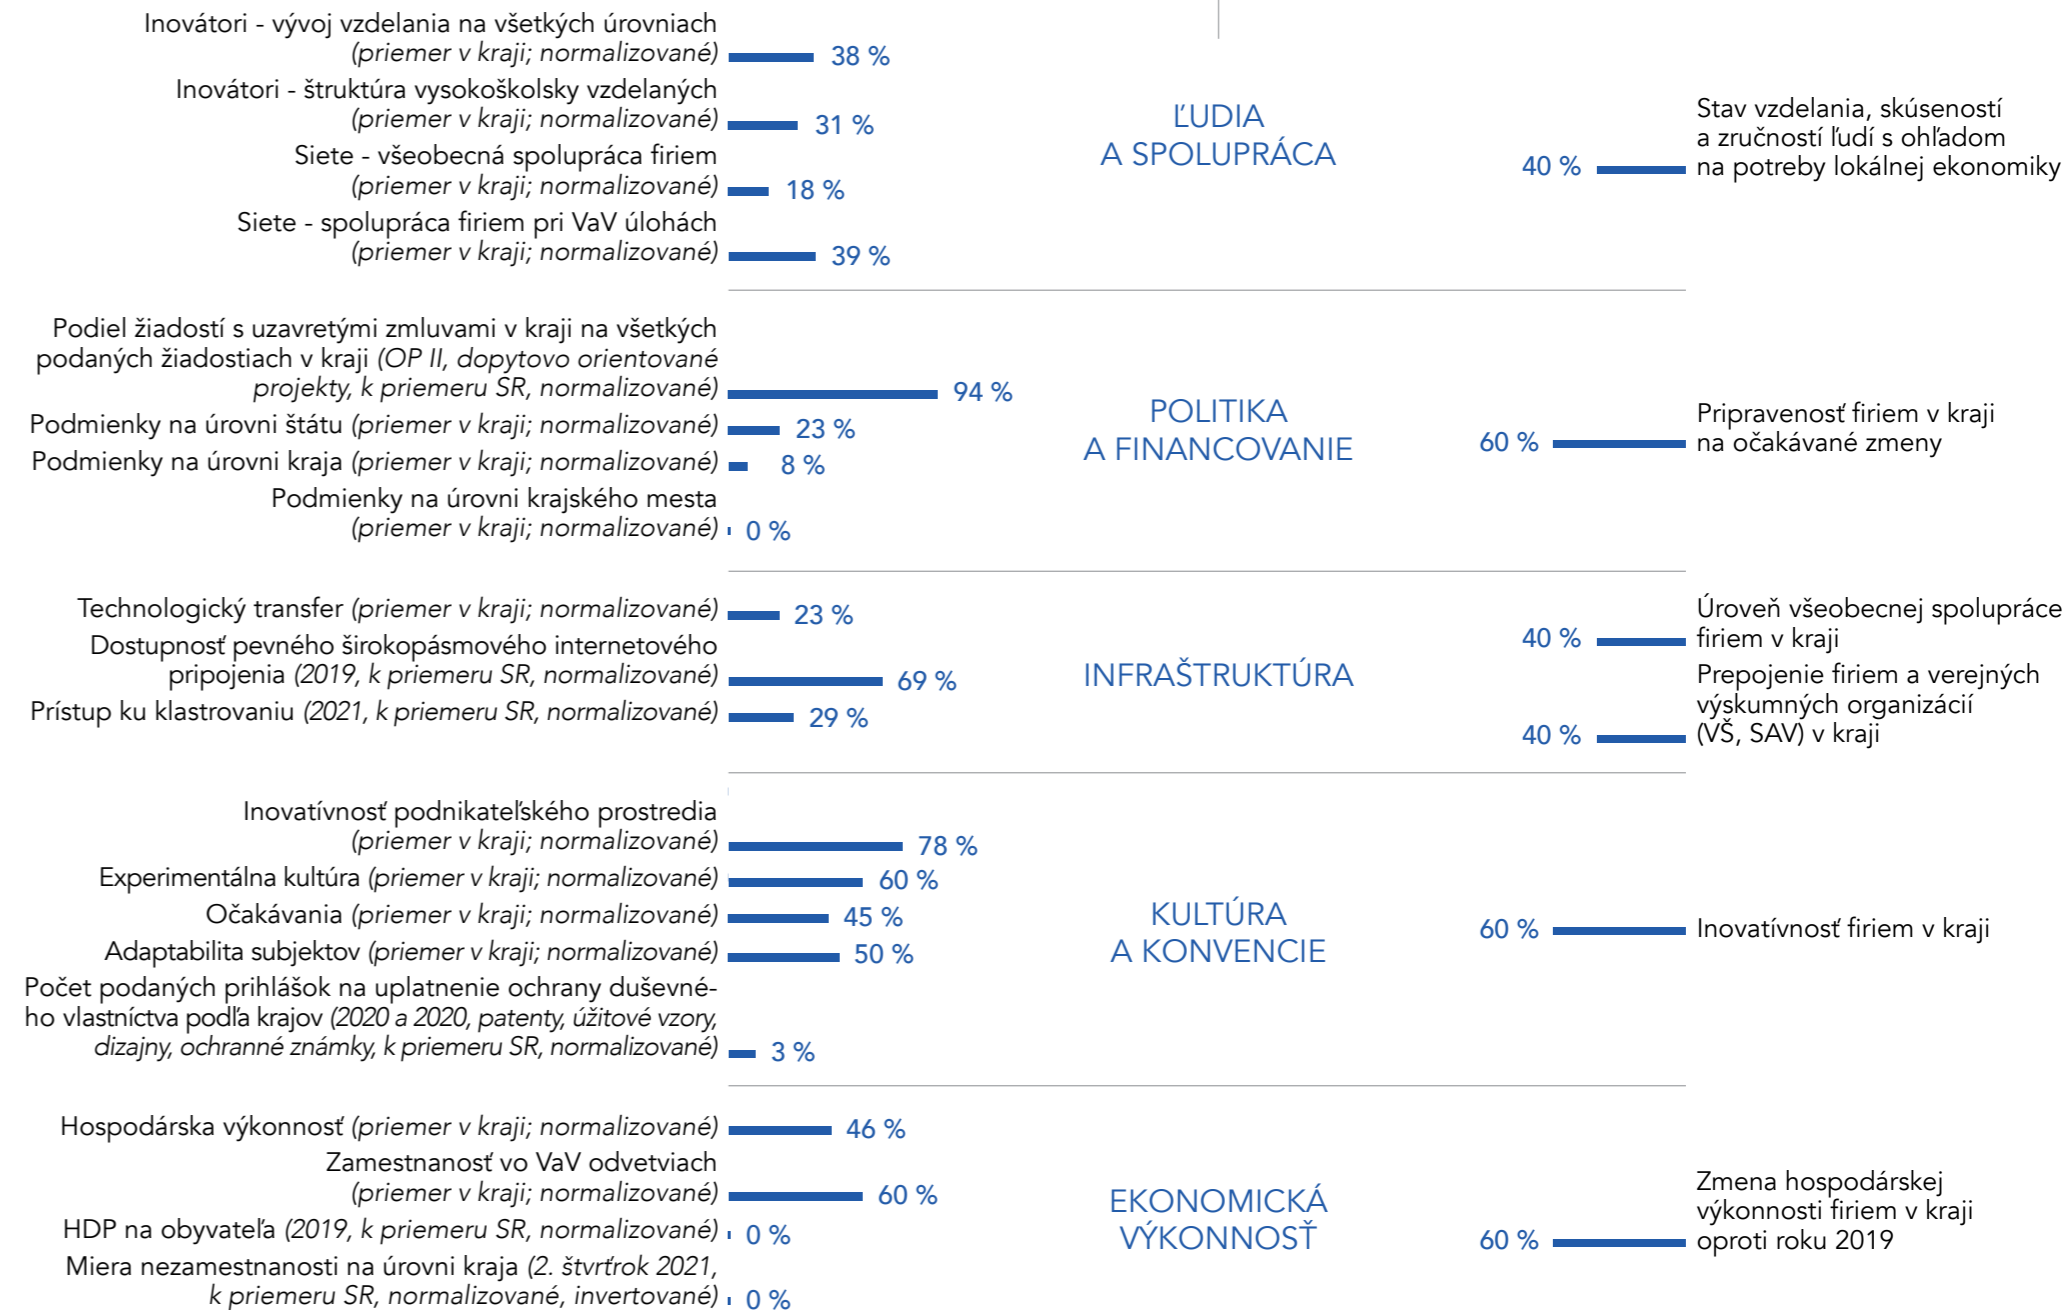 Inovátori - vývoj vzdelania na všetkých úrovniach
(priemer v kraji; normalizované)
38 %
Inovátori - štruktúra vysokoškolsky vzdelaných
(priemer v kraji; normalizované)
31 %
Siete - všeobecná spolupráca firiem
(priemer v kraji; normalizované)
18 %
Siete - spolupráca firiem pri VaV úlohách
(priemer v kraji; normalizované)
39 %
ĽUDIA
A SPOLUPRÁCA
40 %
Stav vzdelania, skúseností
a zručností ľudí s ohľadom
na potreby lokálnej ekonomiky
Podiel žiadostí s uzavretými zmluvami v kraji na všetkých
podaných žiadostiach v kraji (OP II, dopytovo orientované
projekty, k priemeru SR, normalizované)
94 %
Podmienky na úrovni štátu (priemer v kraji; normalizované)
23 %
Podmienky na úrovni kraja (priemer v kraji; normalizované)
8 %
Podmienky na úrovni krajského mesta
(priemer v kraji; normalizované)
0 %
POLITIKA
A FINANCOVANIE
60 %
Pripravenosť firiem v kraji
na očakávané zmeny
Technologický transfer (priemer v kraji; normalizované)
23 %
Dostupnosť pevného širokopásmového internetového
pripojenia (2019, k priemeru SR, normalizované)
69 %
Prístup ku klastrovaniu (2021, k priemeru SR, normalizované)
29 %
INFRAŠTRUKTÚRA
40 %
Úroveň všeobecnej spolupráce
firiem v kraji
40 %
Prepojenie firiem a verejných
výskumných organizácií
(VŠ, SAV) v kraji
Inovatívnosť podnikateľského prostredia
(priemer v kraji; normalizované)
78 %
Experimentálna kultúra (priemer v kraji; normalizované)
60 %
Očakávania (priemer v kraji; normalizované)
45 %
Adaptabilita subjektov (priemer v kraji; normalizované)
50 %
Počet podaných prihlášok na uplatnenie ochrany duševné-
ho vlastníctva podľa krajov (2020 a 2020, patenty, úžitové vzory,
dizajny, ochranné známky, k priemeru SR, normalizované)
3 %
KULTÚRA
A KONVENCIE
60 %
Inovatívnosť firiem v kraji
Hospodárska výkonnosť (priemer v kraji; normalizované)
46 %
Zamestnanosť vo VaV odvetviach
(priemer v kraji; normalizované)
60 %
HDP na obyvateľa (2019, k priemeru SR, normalizované)
0 %
Miera nezamestnanosti na úrovni kraja (2. štvrťrok 2021,
k priemeru SR, normalizované, invertované)
0 %
EKONOMICKÁ
VÝKONNOSŤ
60 %
Zmena hospodárskej
výkonnosti firiem v kraji
oproti roku 2019